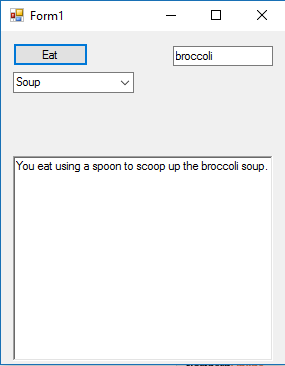 Form1
Eat
broccoli
Soup
You eat using a spoon to scoop up the broccoli soup.